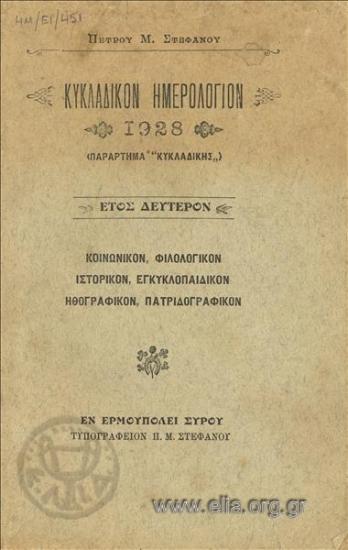 ΗΜ/ΕΙ/451
ΠΕΤΡΟΥ Μ. ΣΤΕΦΑΝΟΥ
ΚΥΚΛΑΔΙΚΟΝ ΗΜΕΡΟΛΟΓΙΟΝ
1928
(ΠΑΡΑΡΤΗΜΑ "ΚΥΚΛΑΔΙΚΗΣ„)
ΕΤΟΣ ΔΕΥΤΕΡΟΝ
ΚΟΙΝΩΝΙΚΟΝ, ΦΙΛΟΛΟΓΙΚΟΝ
ΙΣΤΟΡΙΚΟΝ, ΕΓΚΥΚΛΟΠΑΙΔΙΚΟΝ
ΗΘΟΓΡΑΦΙΚΟΝ, ΠΑΤΡΙΔΟΓΡΑΦΙΚΟΝ
ΕΝ ΕΡΜΟΥΠΟΛΕΙ ΣΥΡΟΥ
ΤΥΠΟΓΡΑΦΕΙΟΝ Π. Μ. ΣΤΕΦΑΝΟΥ
Ε.Λ.Ι.Α
www.elia.org.gr